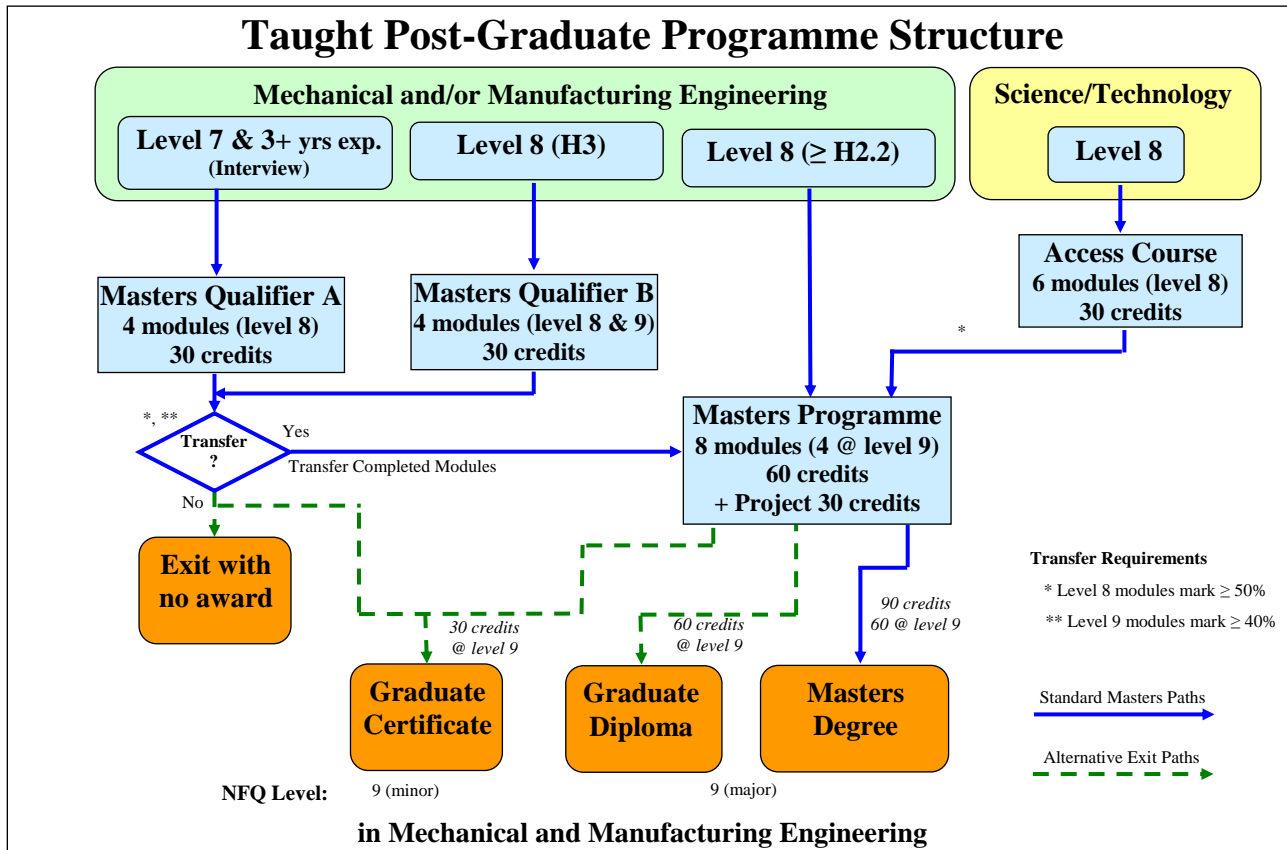 Taught Post-Graduate Programme Structure
Mechanical and/or Manufacturing Engineering
Science/Technology
Level 7 & 3+ yrs exp.
(Interview)
Level 8 (H3)
Level 8 (≥ H2.2)
Level 8
Masters Qualifier A
4 modules (level 8)
30 credits
Masters Qualifier B
4 modules (level 8 & 9)
30 credits
Access Course
6 modules (level 8)
30 credits
*
*, **
Transfer
?
Yes
Transfer Completed Modules
No
Masters Programme
8 modules (4 @ level 9)
60 credits
+ Project 30 credits
Exit with
no award
30 credits
@ level 9
60 credits
@ level 9
90 credits
60 @ level 9
Transfer Requirements
* Level 8 modules mark ≥ 50%
** Level 9 modules mark ≥ 40%
Graduate
Certificate
Graduate
Diploma
Masters
Degree
Standard Masters Paths
Alternative Exit Paths
NFQ Level:
9 (minor)
9 (major)
in Mechanical and Manufacturing Engineering